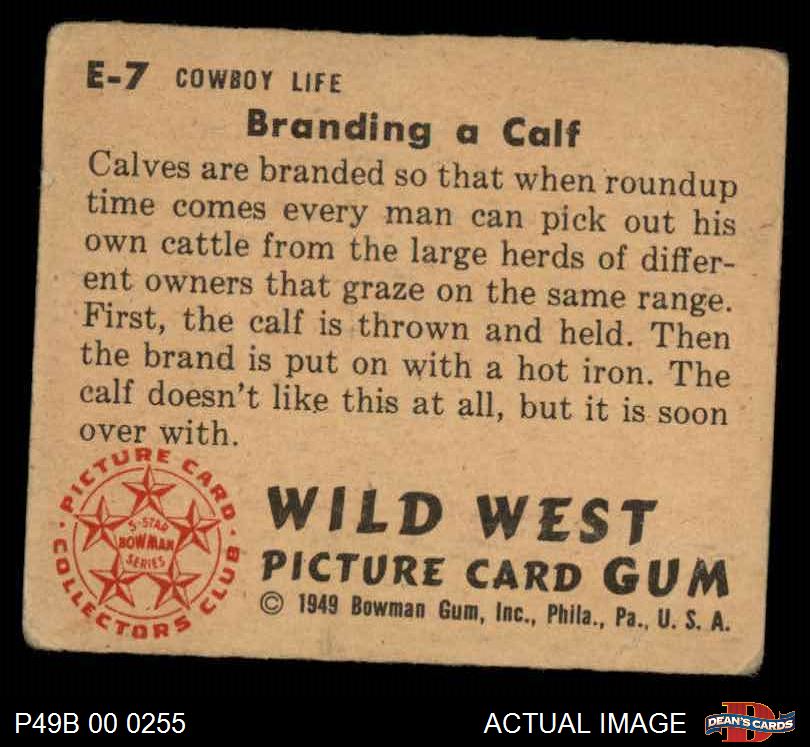 E-7 COWBOY LIFE
Branding a Calf
Calves are branded so that when roundup
time comes every man can pick out his
own cattle from the large herds of differ-
ent owners that graze on the same range.
First, the calf is thrown and held. Then
the brand is put on with a hot iron. The
calf doesn't like this at all, but it is soon
over with.
PICTURE CARD
COLLECTORS CLUB
5-STAR
BOWMAN
SERIES
WILD WEST
PICTURE CARD GUM
© 1949 Bowman Gum, Inc., Phila., Pa., U. S. A.
P49B 00 0255
ACTUAL IMAGE
D
DEAN'S CARDS